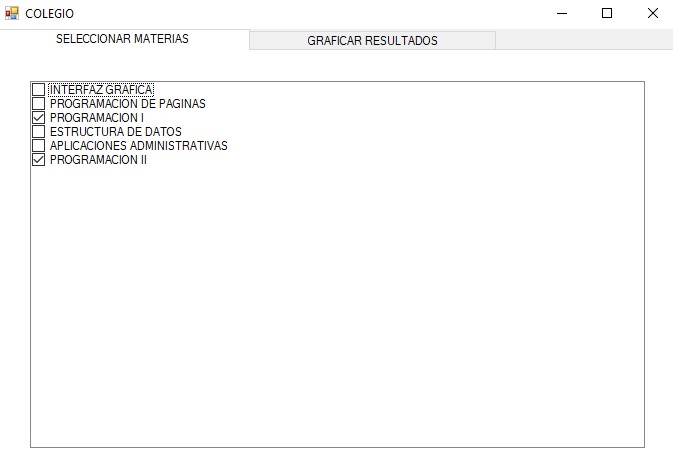 COLEGIO
SELECCIONAR MATERIAS
GRAFICAR RESULTADOS
INTERFAZ GRAFICA
PROGRAMACION DE PAGINAS
PROGRAMACION I
ESTRUCTURA DE DATOS
APLICACIONES ADMINISTRATIVAS
PROGRAMACION II